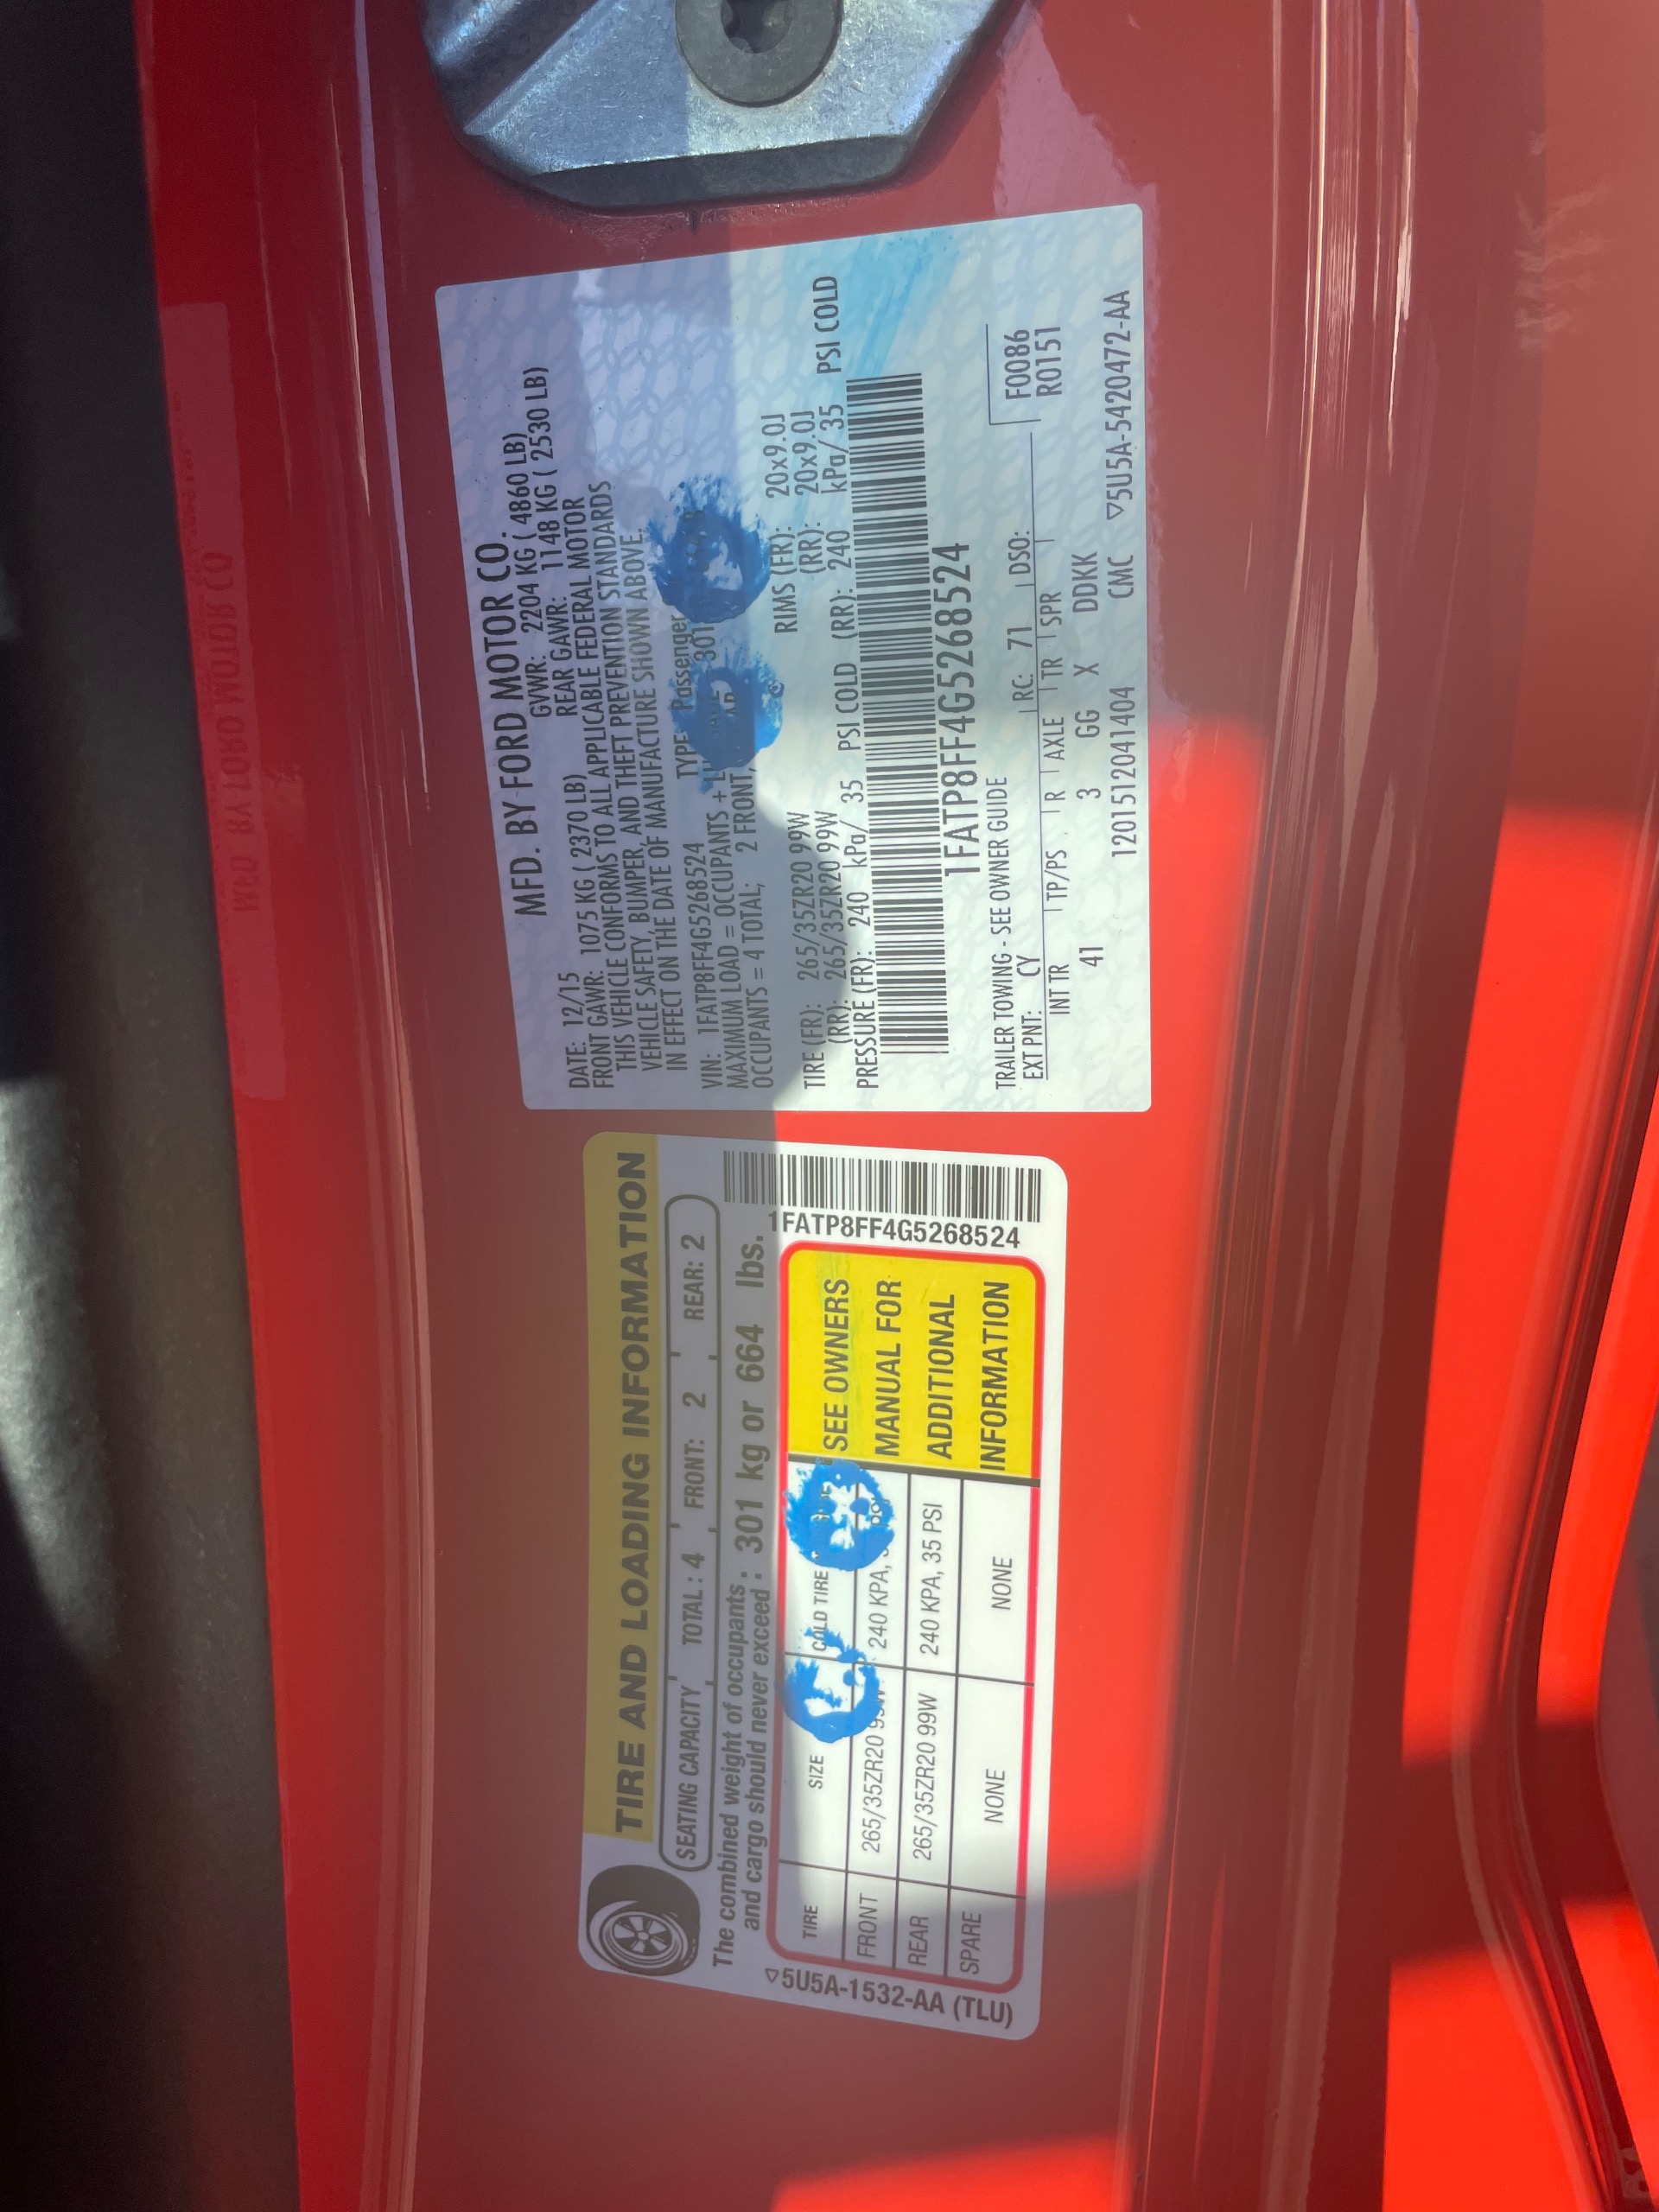 MFD. BY FORD MOTOR CO.
DATE: 12/15 GVWR: 2204 KG ( 4860 LB)
FRONT GAWR: 1075 KG ( 2370 LB) REAR GAWR: 1148 KG ( 2530 LB)
THIS VEHICLE CONFORMS TO ALL APPLICABLE FEDERAL MOTOR
VEHICLE SAFETY, BUMPER, AND THEFT PREVENTION STANDARDS
IN EFFECT ON THE DATE OF MANUFACTURE SHOWN ABOVE.
VIN: 1FATP8FF4G5268524 TYPE: Passenger
MAXIMUM LOAD = OCCUPANTS + 301
OCCUPANTS = 4 TOTAL; 2 FRONT,
TIRE (FR): 265/35ZR20 99W RIMS (FR): 20x9.0J
(RR): 265/35ZR20 99W (RR): 20x9.0J
PRESSURE (FR): 240 kPa/ 35 PSI COLD (RR): 240 kPa/ 35 PSI COLD
1FATP8FF4G5268524
TRAILER TOWING - SEE OWNER GUIDE
EXT PNT: CY RC: 71 DSO: F0086
INT TR TP/PS R AXLE TR SPR R0151
41 3 GG X DDKK
1201512041404 CMC ▽5U5A-5420472-AA
TIRE AND LOADING INFORMATION
SEATING CAPACITY TOTAL : 4 FRONT: 2 REAR: 2
The combined weight of occupants
and cargo should never exceed : 301 kg or 664 lbs.
TIRE SIZE COLD TIRE
FRONT 265/35ZR20 240 KPA,
REAR 265/35ZR20 99W 240 KPA, 35 PSI
SPARE NONE NONE
SEE OWNERS
MANUAL FOR
ADDITIONAL
INFORMATION
1FATP8FF4G5268524
▽5U5A-1532-AA (TLU)